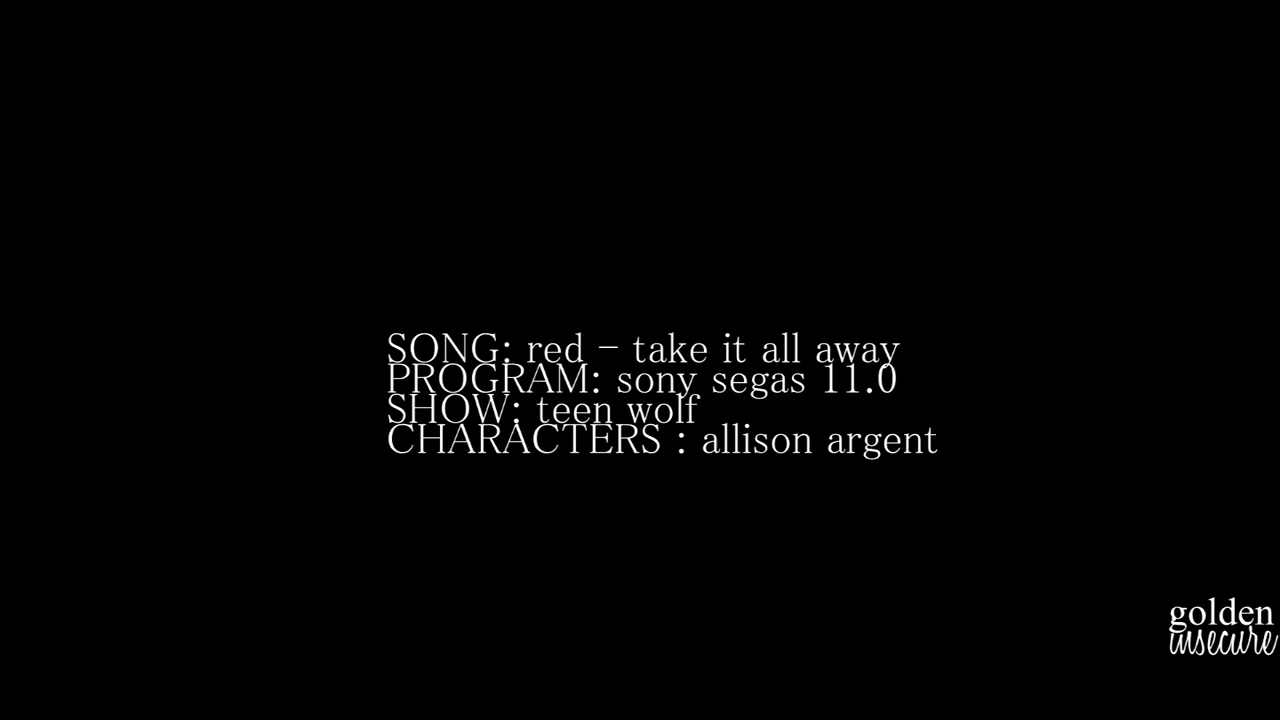 SONG: red - take it all away
PROGRAM: sony segas 11.0
SHOW: teen wolf
CHARACTERS : allison argent
golden
insecure